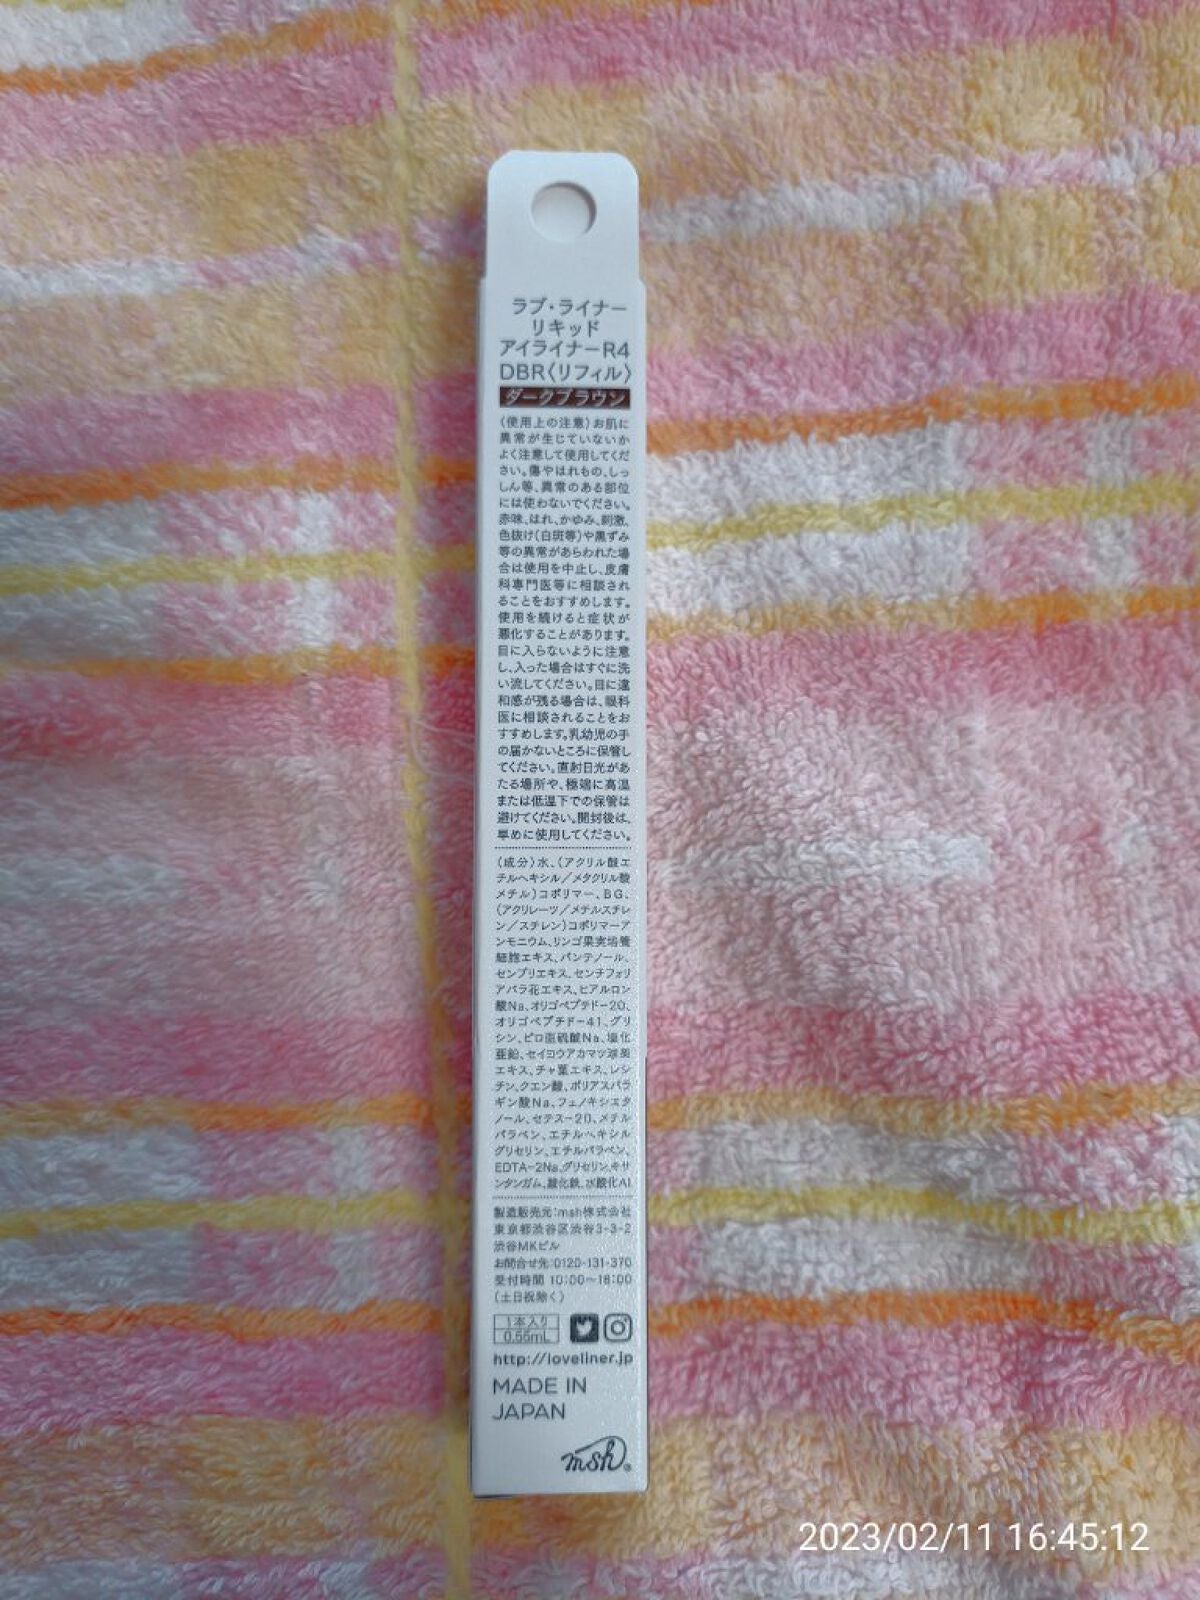 ラブ・ライナー
リキッド
アイライナーR4
DBR〈リフィル〉
ダークブラウン
〈使用上の注意〉お肌に
異常が生じていないか
よく注意して使用してくだ
さい。傷やはれもの、しっ
しん等、異常のある部位
には使わないでください。
赤味、はれ、かゆみ、刺激、
色抜け(白斑等)や黒ずみ
等の異常があらわれた場
合は使用を中止し、皮膚
科専門医等に相談され
ることをおすすめします。
使用を続けると症状が
悪化することがあります。
目に入らないように注意
し、入った場合はすぐに洗
い流してください。目に違
和感が残る場合は、眼科
医に相談されることをお
すすめします。乳幼児の手
の届かないところに保管し
てください。直射日光があ
たる場所や、極端に高温
または低温下での保管は
避けてください。開封後は、
早めに使用してください。
〈成分〉水、(アクリル酸エ
チルヘキシル/メタクリル酸
メチル)コポリマー、BG、
(アクリレーツ/メチルスチレ
ン/スチレン)コポリマーア
ンモニウム、リンゴ果実培養
細胞エキス、パンテノール、
センブリエキス、センチフォリ
アバラ花エキス、ヒアルロン
酸Na、オリゴペプチド-20、
オリゴペプチド-41、グリ
シン、ピロ亜硫酸Na、塩化
亜鉛、セイヨウアカマツ球果
エキス、チャ葉エキス、レシ
チン、クエン酸、ポリアスパラ
ギン酸Na、フェノキシエタ
ノール、セテス-20、メチル
パラベン、エチルヘキシル
グリセリン、エチルパラベン、
EDTA-2Na、グリセリン、キサ
ンタンガム、酸化鉄、水酸化Al
製造販売元:msh株式会社
東京都渋谷区渋谷3-3-2
渋谷MKビル
お問合せ先:0120-131-370
受付時間 10:00〜16:00
(土日祝除く)
1本入り
0.55mL
http://loveliner.jp
MADE IN
JAPAN
msh®
2023/02/11 16:45:12